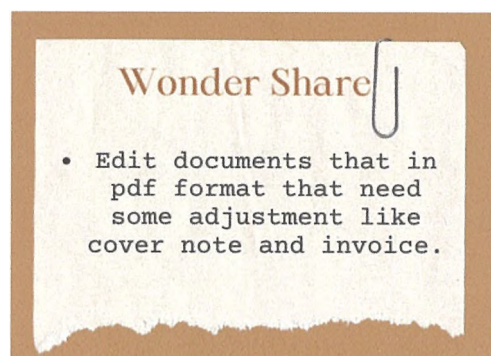 Wonder Share
• Edit documents that in
pdf format that need
some adjustment like
cover note and invoice.